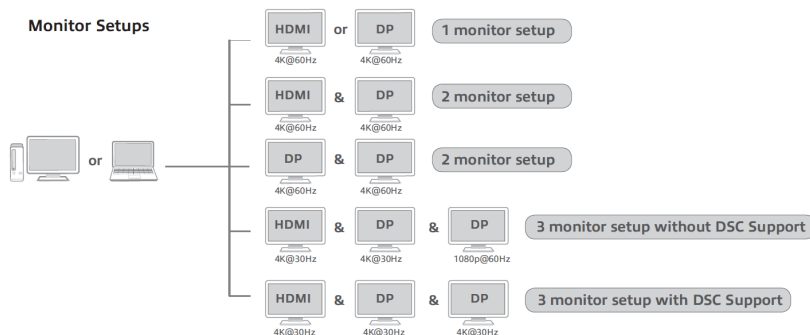 Monitor Setups
HDMI or DP 1 monitor setup
4K@60Hz 4K@60Hz
HDMI & DP 2 monitor setup
4K@60Hz 4K@60Hz
or
DP & DP 2 monitor setup
4K@60Hz 4K@60Hz
HDMI & DP & DP 3 monitor setup without DSC Support
4K@30Hz 4K@30Hz 1080p@60Hz
HDMI & DP & DP 3 monitor setup with DSC Support
4K@30Hz 4K@30Hz 4K@30Hz